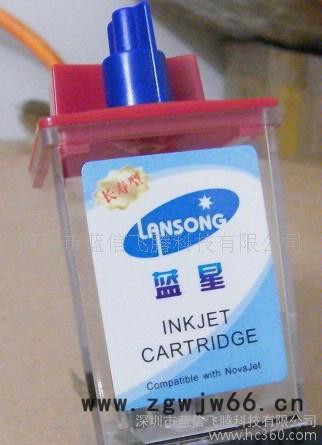 长寿型
LANSONG
市蓝信飞腾科技有限公司
蓝星
INKJET
CARTRIDGE
Compatible with NovaJet
www.zgwjw66.cn
深圳市蓝信飞腾科技有限公司
www.hc360.com